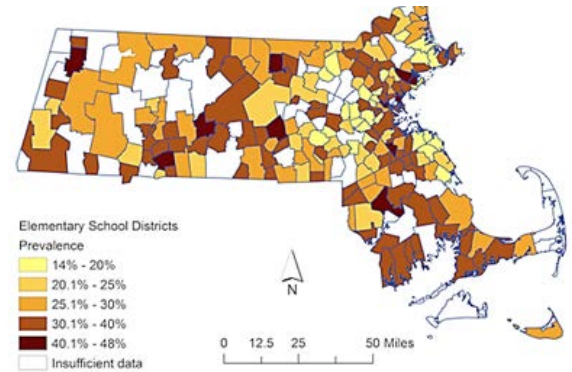 Elementary School Districts
Prevalence
14% - 20%
20.1% - 25%
25.1% - 30%
30.1% - 40%
40.1% - 48%
Insufficient data
N
0 12.5 25 50 Miles